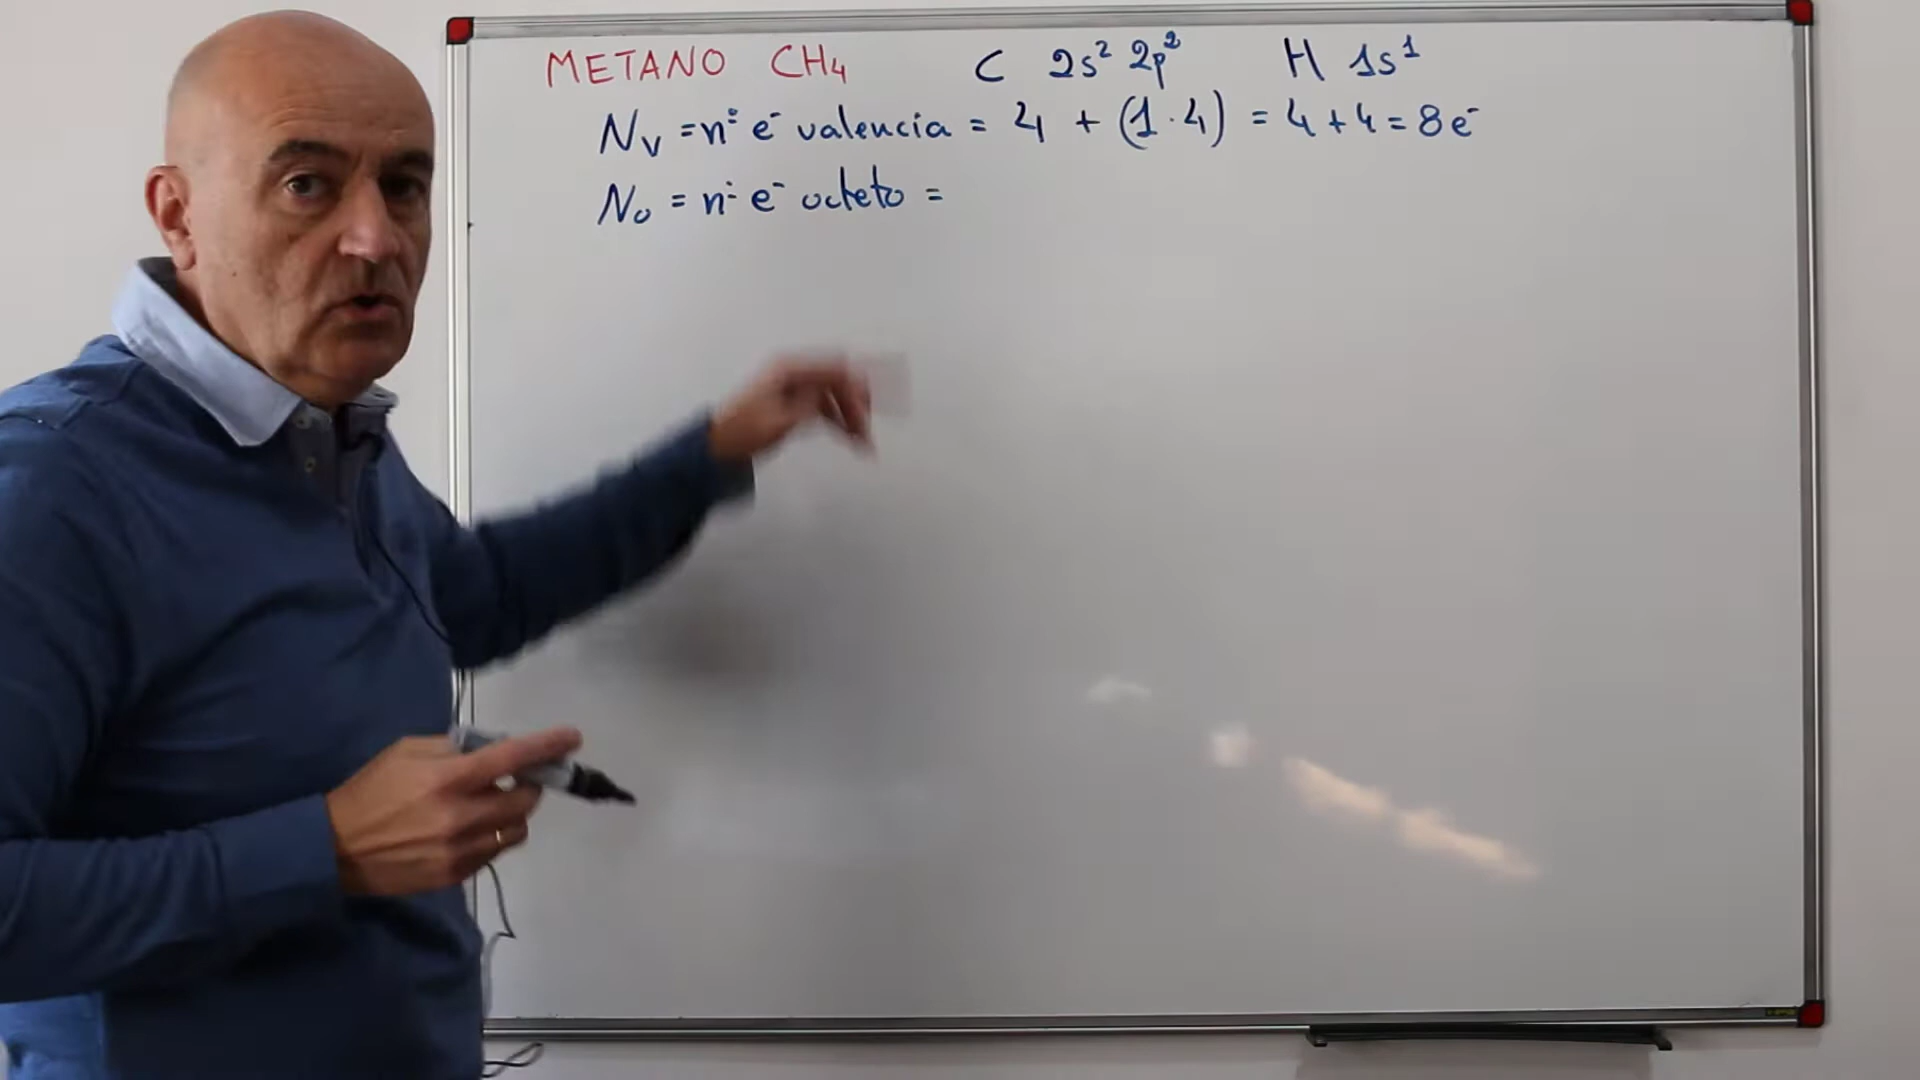 METANO CH₄ C 2s² 2p² H 1s¹
Nv = nº e⁻ valencia = 4 + (1·4) = 4+4 = 8e⁻
No = nº e⁻ octeto =